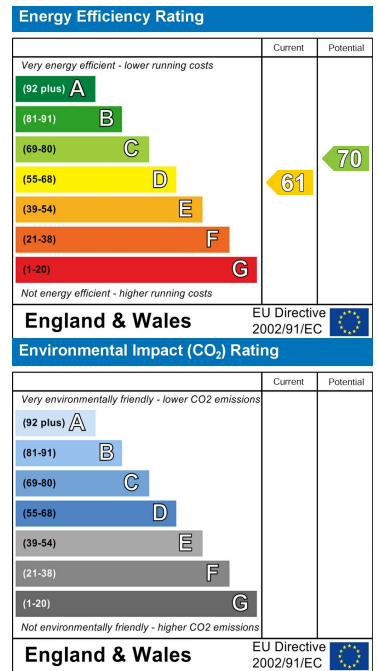 Energy Efficiency Rating
Current Potential
Very energy efficient - lower running costs
(92 plus) A
(81-91) B
(69-80) C
(55-68) D
(39-54) E
(21-38) F
(1-20) G
61
70
Not energy efficient - higher running costs
England & Wales
EU Directive
2002/91/EC
Environmental Impact (CO₂) Rating
Current Potential
Very environmentally friendly - lower CO2 emissions
(92 plus) A
(81-91) B
(69-80) C
(55-68) D
(39-54) E
(21-38) F
(1-20) G
Not environmentally friendly - higher CO2 emissions
England & Wales
EU Directive
2002/91/EC